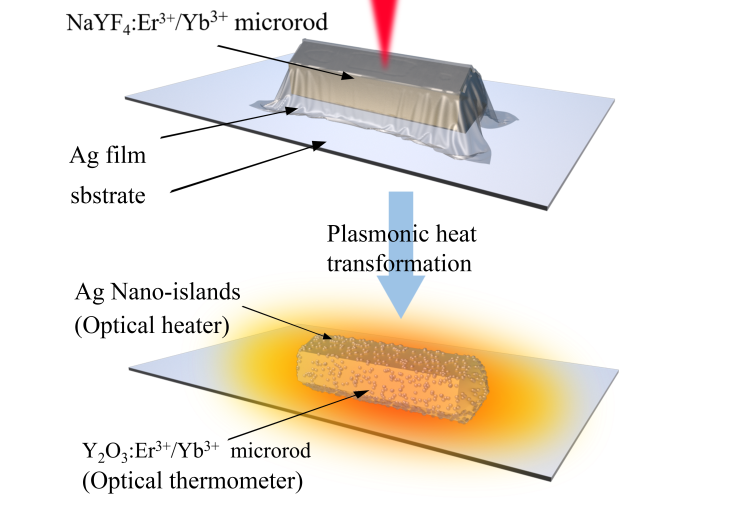 NaYF₄:Er³⁺/Yb³⁺ microrod
Ag film
sbstrate
Plasmonic heat
transformation
Ag Nano-islands
(Optical heater)
Y₂O₃:Er³⁺/Yb³⁺ microrod
(Optical thermometer)